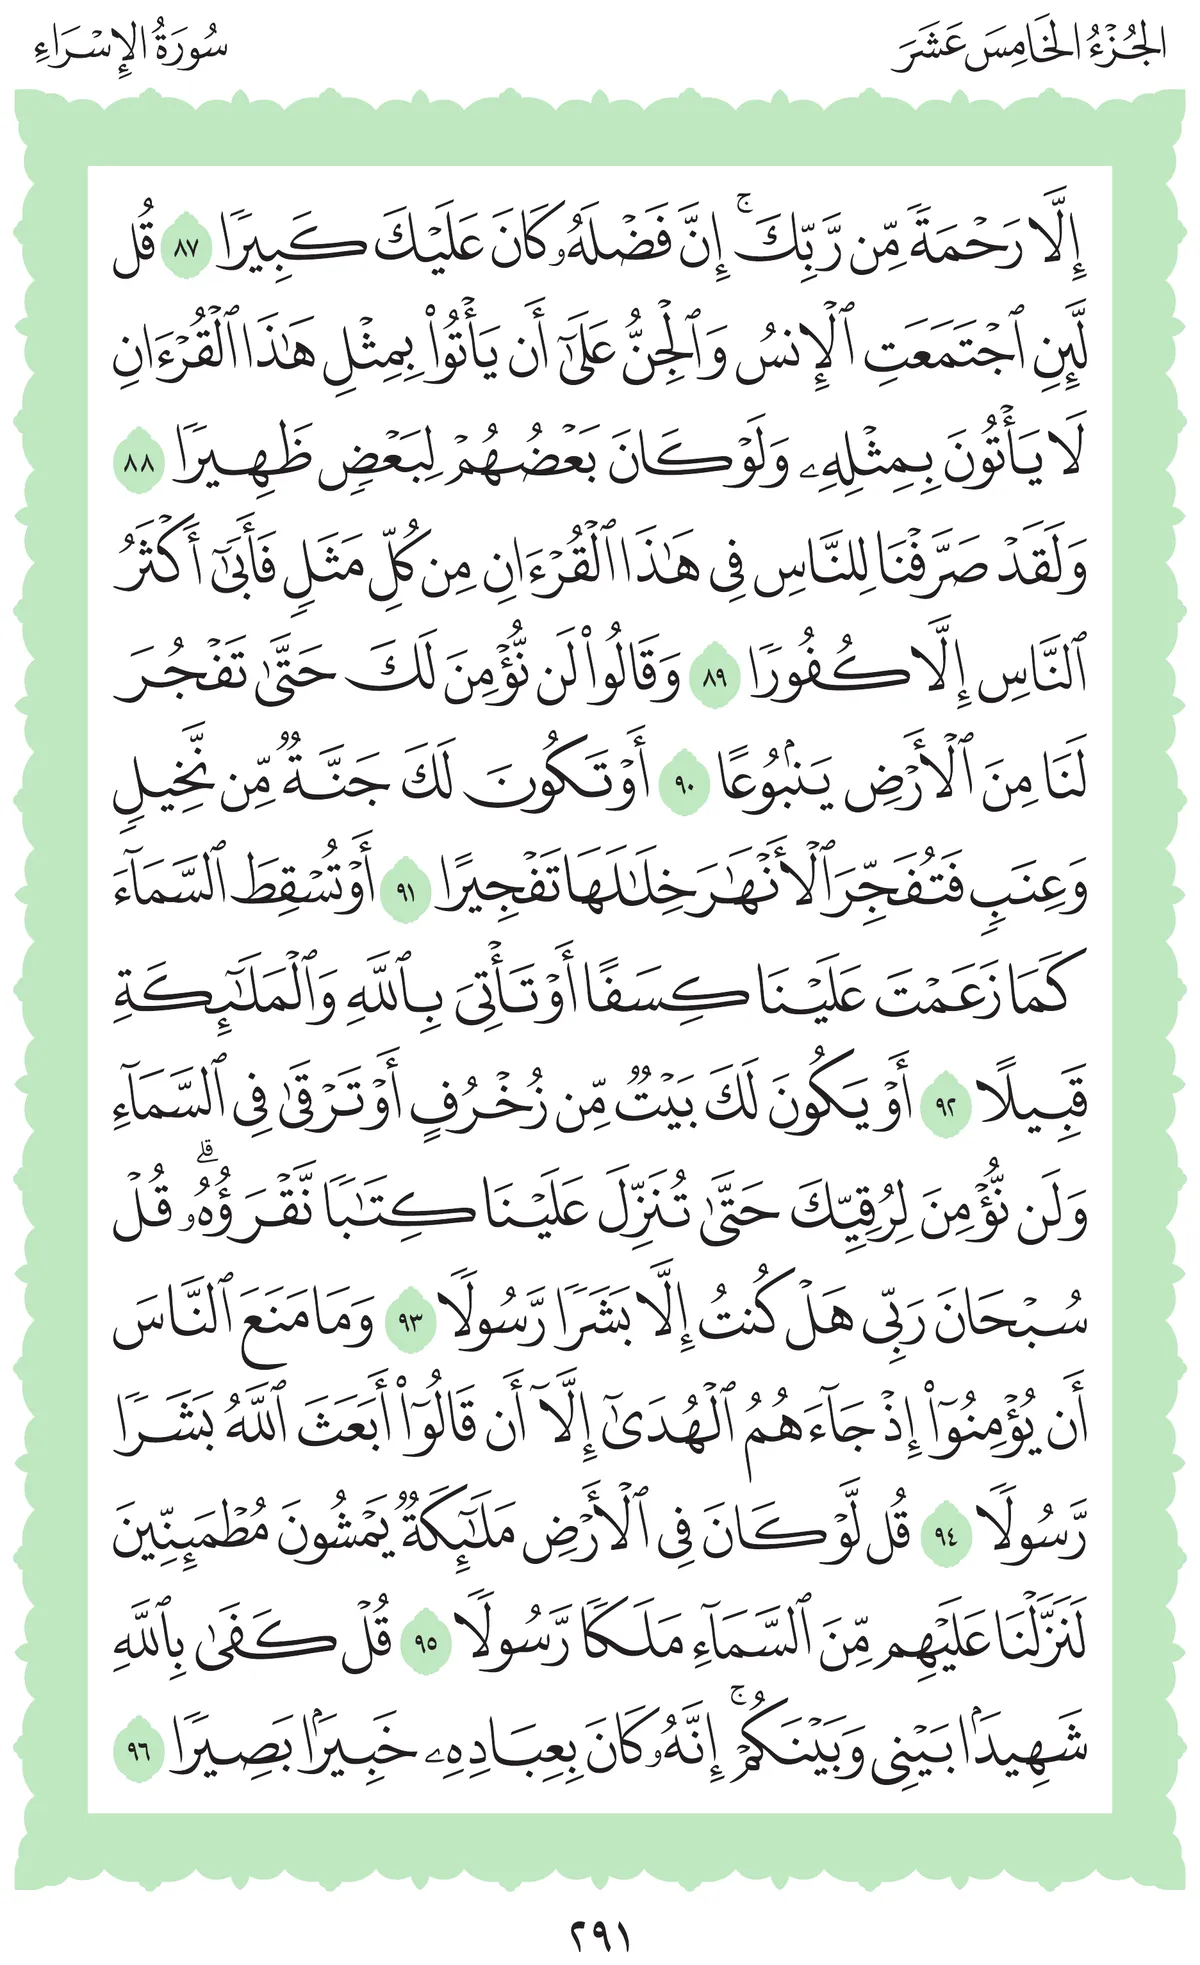 الجُزْءُ الخَامِسَ عَشَرَ
سُورَةُ الإِسْرَاءِ
إِلَّا رَحْمَةً مِّن رَّبِّكَ ۚ إِنَّ فَضْلَهُۥ كَانَ عَلَيْكَ كَبِيرًا ٨٧ قُل
لَّئِنِ ٱجْتَمَعَتِ ٱلْإِنسُ وَٱلْجِنُّ عَلَىٰٓ أَن يَأْتُوا۟ بِمِثْلِ هَٰذَا ٱلْقُرْءَانِ
لَا يَأْتُونَ بِمِثْلِهِۦ وَلَوْ كَانَ بَعْضُهُمْ لِبَعْضٍ ظَهِيرًا ٨٨
وَلَقَدْ صَرَّفْنَا لِلنَّاسِ فِى هَٰذَا ٱلْقُرْءَانِ مِن كُلِّ مَثَلٍ فَأَبَىٰٓ أَكْثَرُ
ٱلنَّاسِ إِلَّا كُفُورًا ٨٩ وَقَالُوا۟ لَن نُّؤْمِنَ لَكَ حَتَّىٰ تَفْجُرَ
لَنَا مِنَ ٱلْأَرْضِ يَنۢبُوعًا ٩٠ أَوْ تَكُونَ لَكَ جَنَّةٌ مِّن نَّخِيلٍ
وَعِنَبٍ فَتُفَجِّرَ ٱلْأَنْهَٰرَ خِلَٰلَهَا تَفْجِيرًا ٩١ أَوْ تُسْقِطَ ٱلسَّمَآءَ
كَمَا زَعَمْتَ عَلَيْنَا كِسَفًا أَوْ تَأْتِىَ بِٱللَّهِ وَٱلْمَلَٰٓئِكَةِ
قَبِيلًا ٩٢ أَوْ يَكُونَ لَكَ بَيْتٌ مِّن زُخْرُفٍ أَوْ تَرْقَىٰ فِى ٱلسَّمَآءِ
وَلَن نُّؤْمِنَ لِرُقِيِّكَ حَتَّىٰ تُنَزِّلَ عَلَيْنَا كِتَٰبًا نَّقْرَؤُهُۥ ۗ قُلْ
سُبْحَانَ رَبِّى هَلْ كُنتُ إِلَّا بَشَرًا رَّسُولًا ٩٣ وَمَا مَنَعَ ٱلنَّاسَ
أَن يُؤْمِنُوٓا۟ إِذْ جَآءَهُمُ ٱلْهُدَىٰٓ إِلَّآ أَن قَالُوٓا۟ أَبَعَثَ ٱللَّهُ بَشَرًا
رَّسُولًا ٩٤ قُل لَّوْ كَانَ فِى ٱلْأَرْضِ مَلَٰٓئِكَةٌ يَمْشُونَ مُطْمَئِنِّينَ
لَنَزَّلْنَا عَلَيْهِم مِّنَ ٱلسَّمَآءِ مَلَكًا رَّسُولًا ٩٥ قُلْ كَفَىٰ بِٱللَّهِ
شَهِيدًۢا بَيْنِى وَبَيْنَكُمْ ۚ إِنَّهُۥ كَانَ بِعِبَادِهِۦ خَبِيرًۢا بَصِيرًا ٩٦
٢٩١